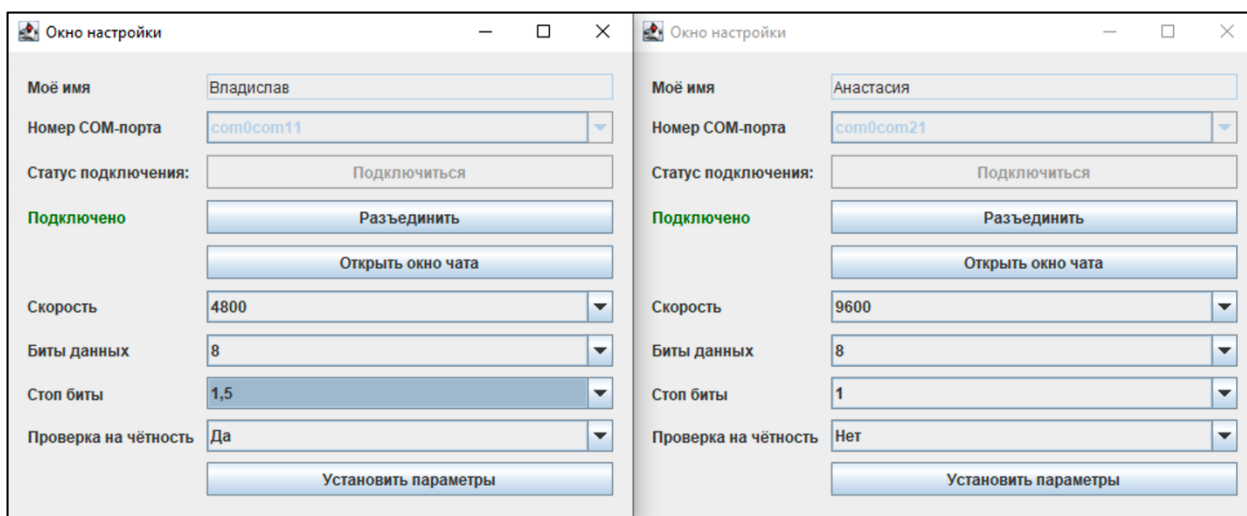 Окно настройки
Моё имя Владислав
Номер COM-порта com0com11
Статус подключения: Подключиться
Подключено Разъединить
Открыть окно чата
Скорость 4800
Биты данных 8
Стоп биты 1,5
Проверка на чётность Да
Установить параметры
Окно настройки
Моё имя Анастасия
Номер COM-порта com0com21
Статус подключения: Подключиться
Подключено Разъединить
Открыть окно чата
Скорость 9600
Биты данных 8
Стоп биты 1
Проверка на чётность Нет
Установить параметры